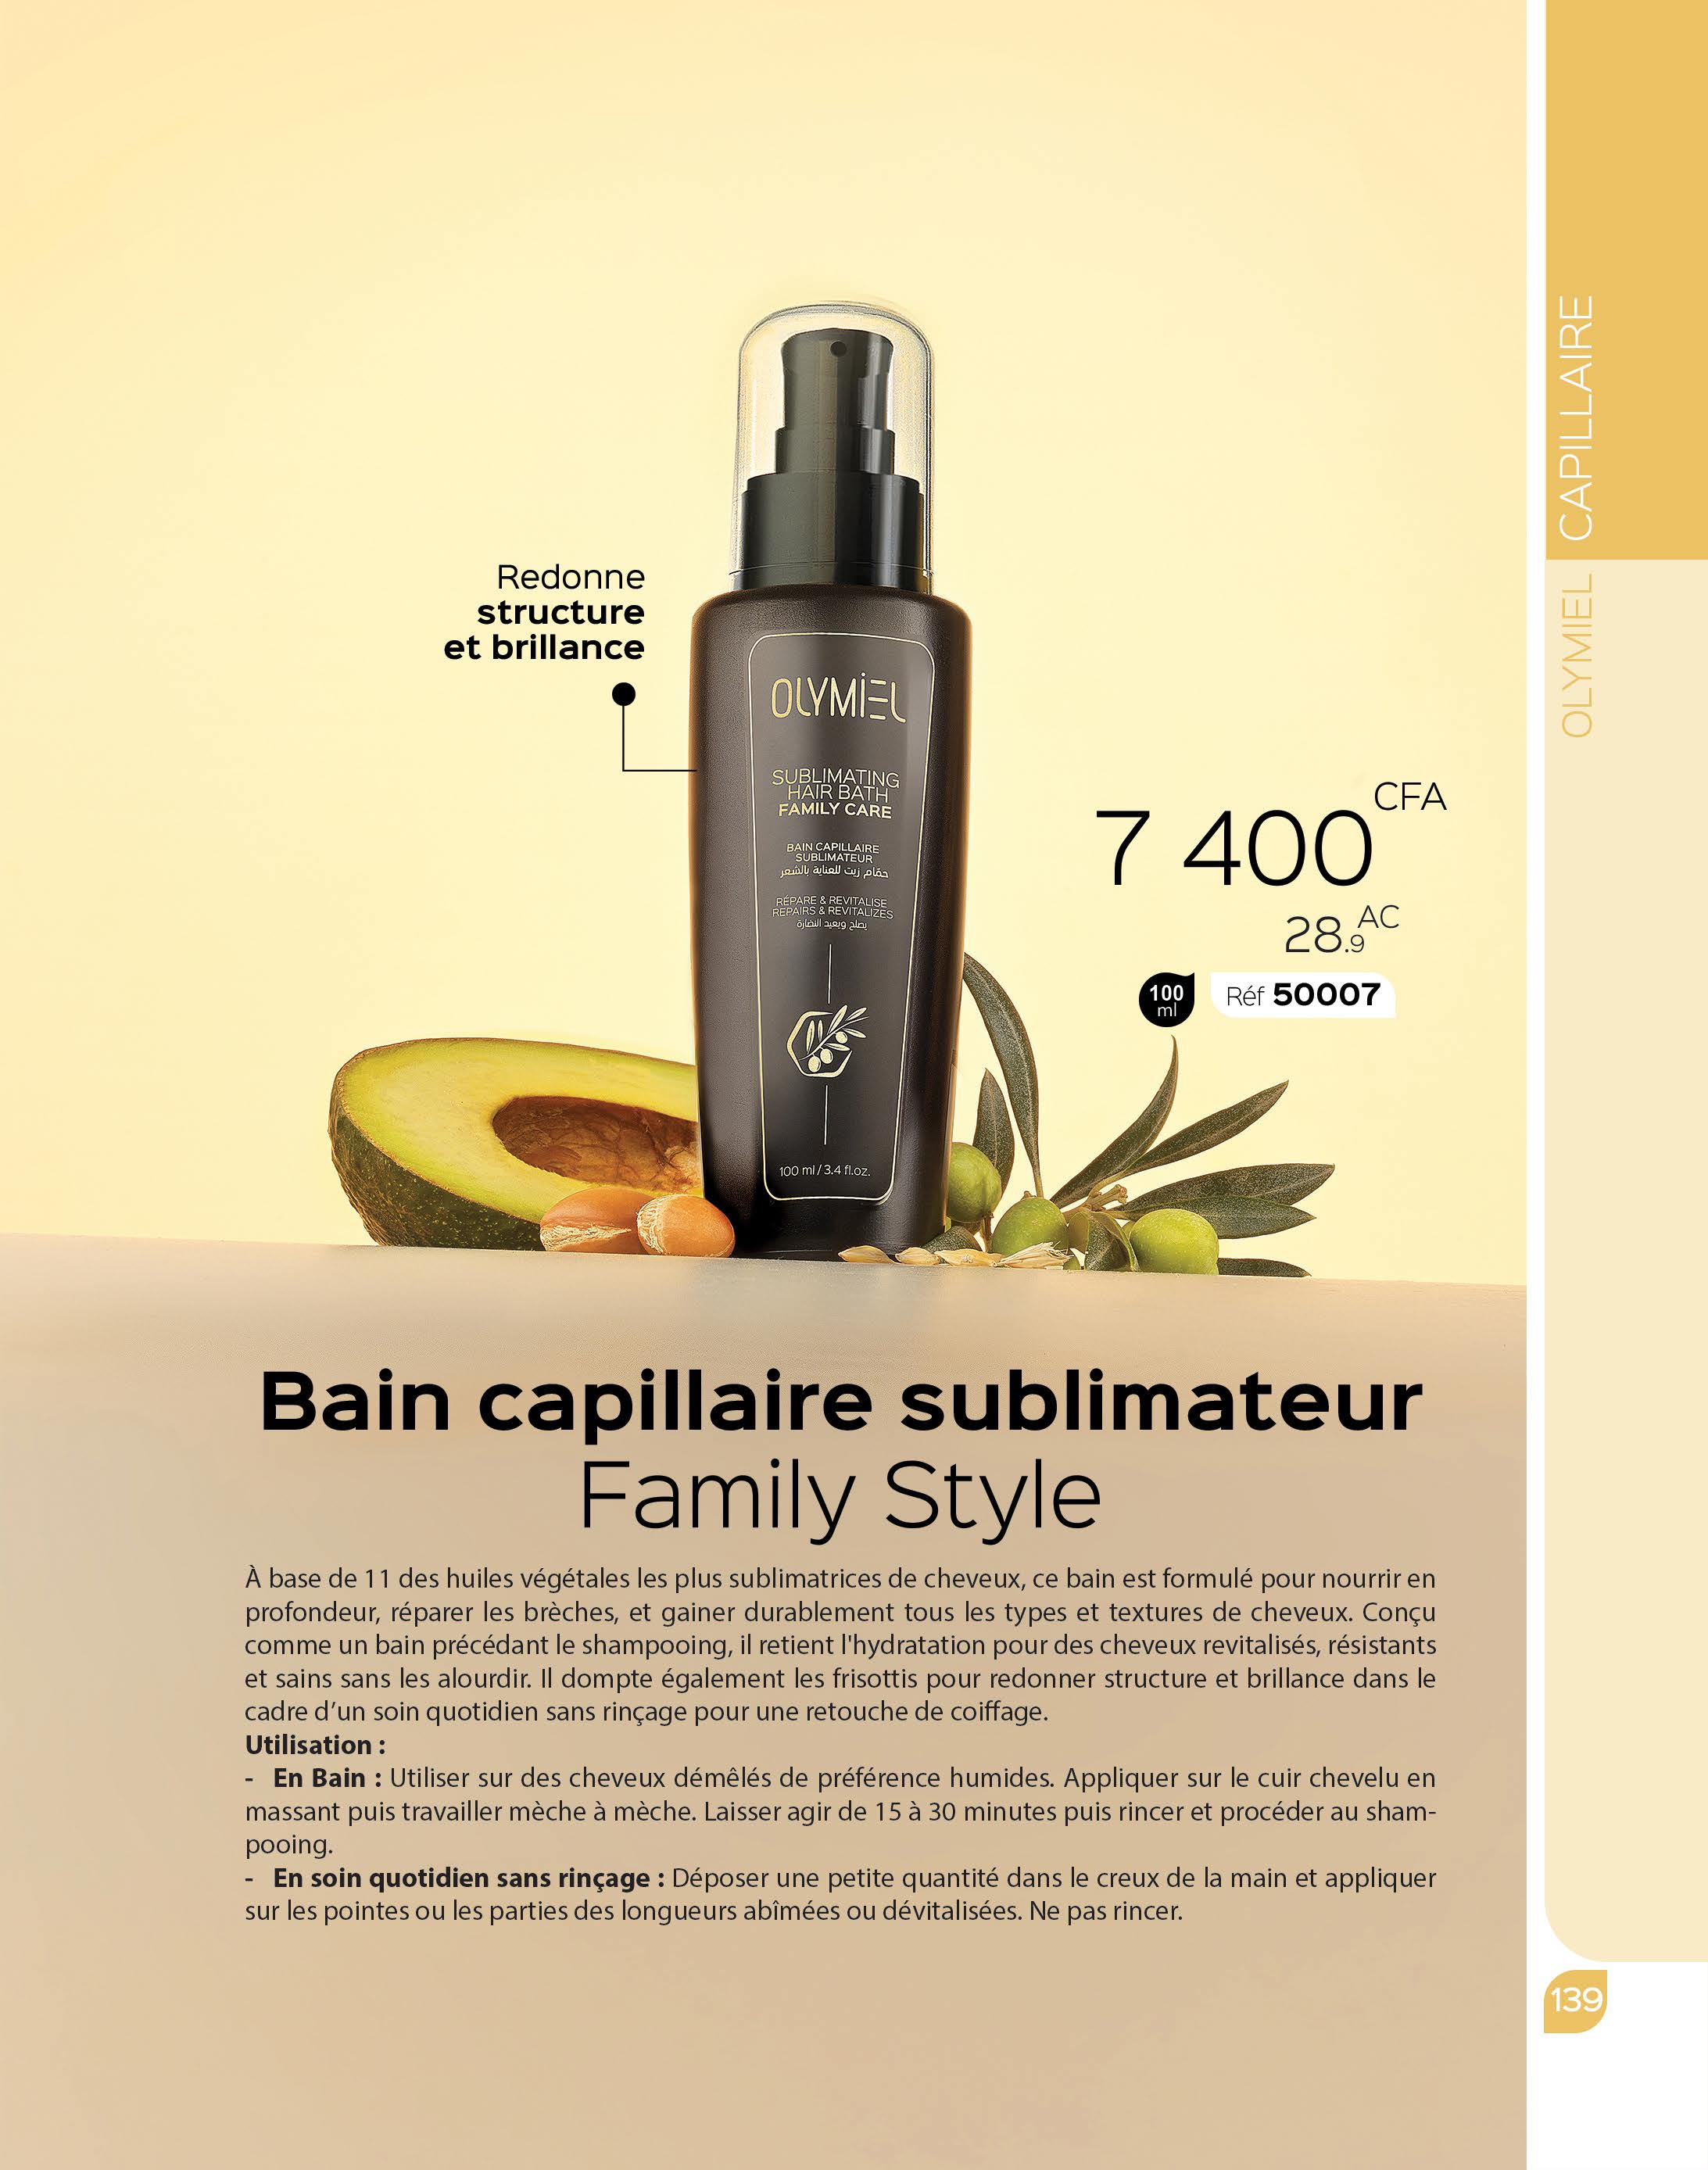 CAPILLAIRE
OLYMIEL
Redonne
structure
et brillance
OLYMIEL
SUBLIMATING
HAIR BATH
FAMILY CARE
BAIN CAPILLAIRE
SUBLIMATEUR
حمّام زيت للعناية بالشعر
RÉPARE & REVITALISE
REPAIRS & REVITALIZES
يصلح ويعيد النضارة
100 ml / 3.4 fl.oz.
7 400 CFA
28.9 AC
100
ml
Réf 50007
Bain capillaire sublimateur
Family Style
À base de 11 des huiles végétales les plus sublimatrices de cheveux, ce bain est formulé pour nourrir en
profondeur, réparer les brèches, et gainer durablement tous les types et textures de cheveux. Conçu
comme un bain précédant le shampooing, il retient l'hydratation pour des cheveux revitalisés, résistants
et sains sans les alourdir. Il dompte également les frisottis pour redonner structure et brillance dans le
cadre d’un soin quotidien sans rinçage pour une retouche de coiffage.
Utilisation :
- En Bain : Utiliser sur des cheveux démêlés de préférence humides. Appliquer sur le cuir chevelu en
massant puis travailler mèche à mèche. Laisser agir de 15 à 30 minutes puis rincer et procéder au sham-
pooing.
- En soin quotidien sans rinçage : Déposer une petite quantité dans le creux de la main et appliquer
sur les pointes ou les parties des longueurs abîmées ou dévitalisées. Ne pas rincer.
139